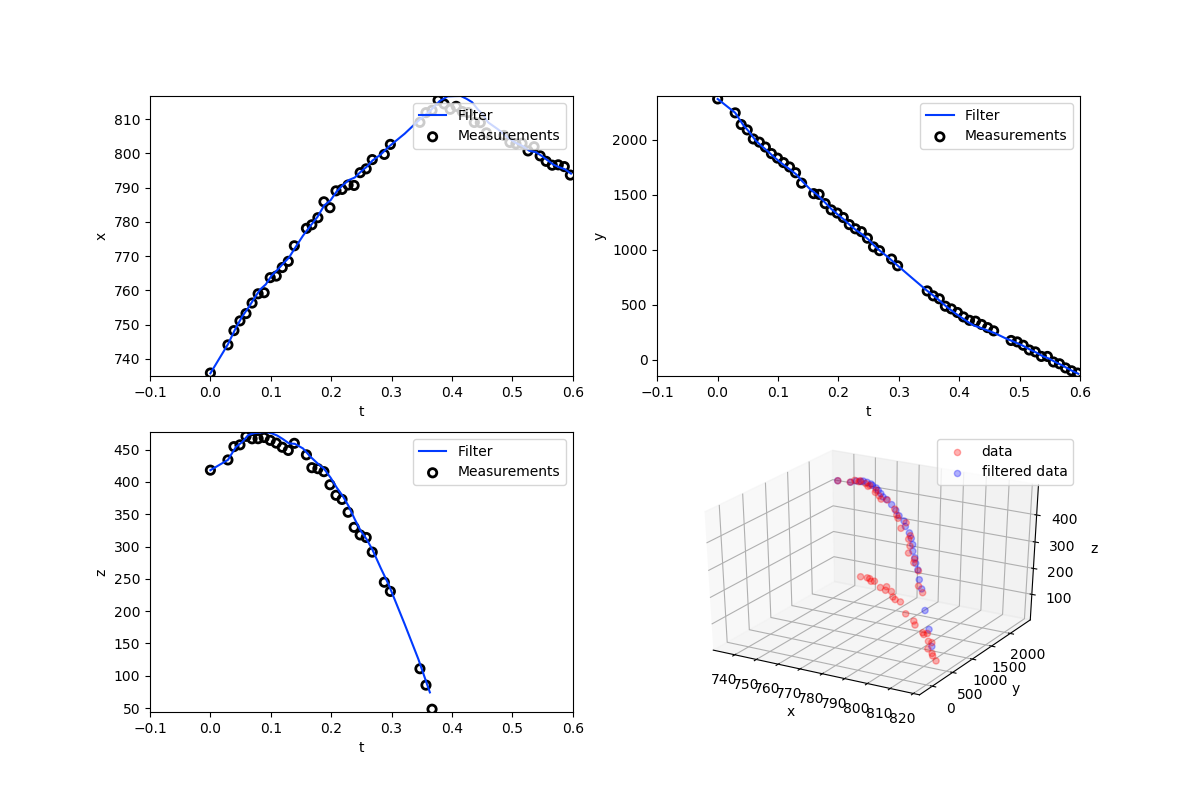 810
800
790
780
770
760
750
740
x
−0.1 0.0 0.1 0.2 0.3 0.4 0.5 0.6
t
Filter
Measurements
2000
1500
1000
500
0
y
−0.1 0.0 0.1 0.2 0.3 0.4 0.5 0.6
t
Filter
Measurements
450
400
350
300
250
200
150
100
50
z
−0.1 0.0 0.1 0.2 0.3 0.4 0.5 0.6
t
Filter
Measurements
data
filtered data
400
300
200
100
z
740 750 760 770 780 790 800 810 820
x
0 500 1000 1500 2000
y